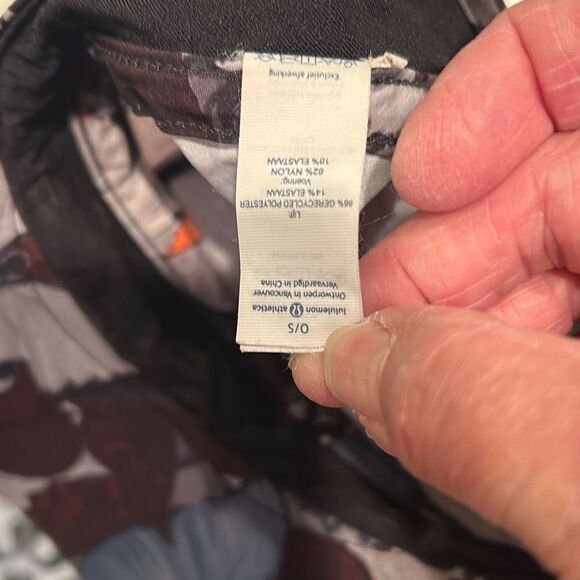 O/S
lululemon athletica
Ontworpen in Vancouver
Vervaardigd in China
Lijf:
86% GERECYCLED POLYESTER
14% ELASTAAN
Voering:
82% NYLON
18% ELASTAAN
Exclusief afwerking